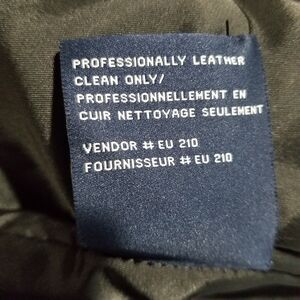 PROFESSIONALLY LEATHER
CLEAN ONLY/
PROFESSIONNELLEMENT EN
CUIR NETTOYAGE SEULEMENT
VENDOR # EU 210
FOURNISSEUR # EU 210